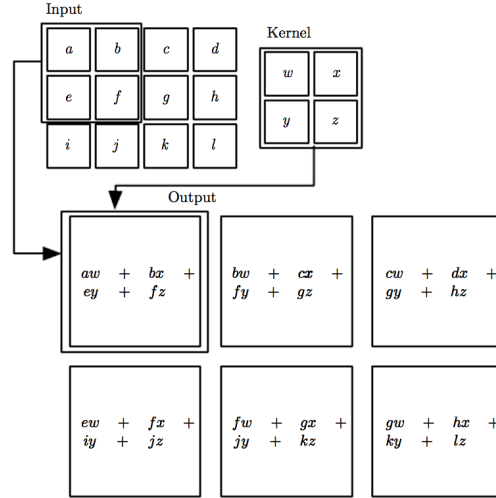 Input
Kernel
a b c d
w x
e f g h
y z
i j k l
Output
aw + bx +
ey + fz
bw + cx +
fy + gz
cw + dx +
gy + hz
ew + fx +
iy + jz
fw + gx +
jy + kz
gw + hx +
ky + lz